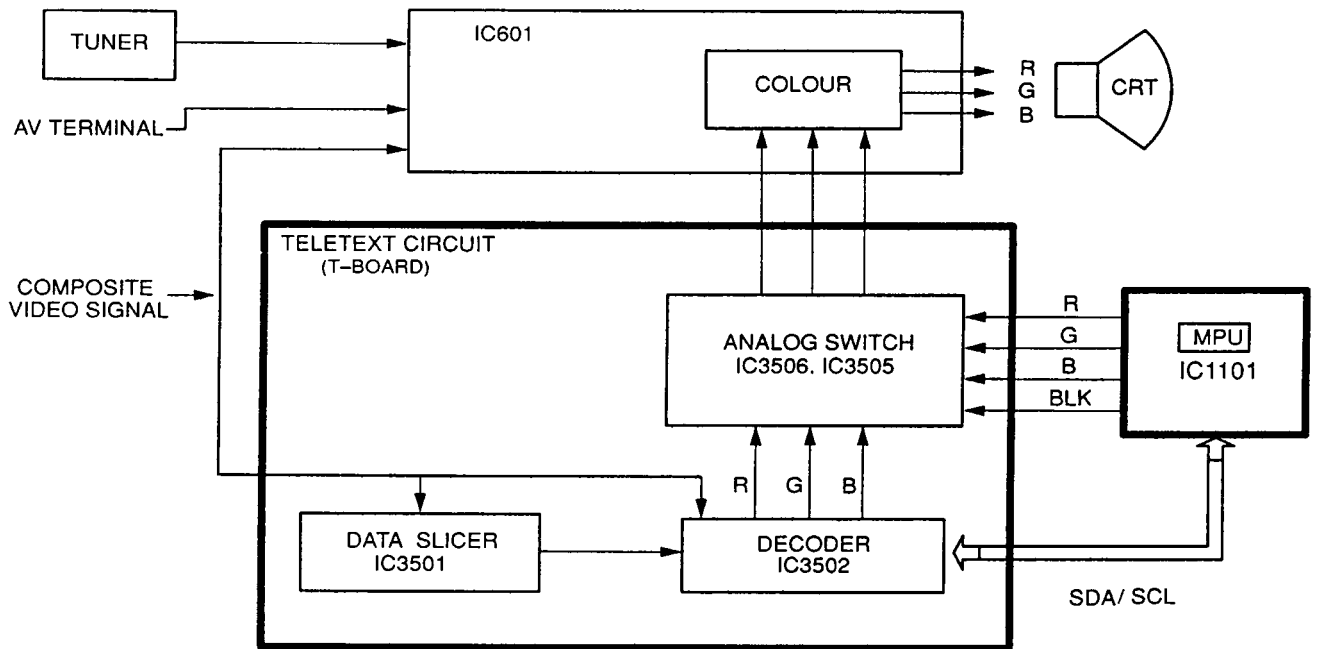 TUNER
IC601
COLOUR
R
G
B
CRT
AV TERMINAL
TELETEXT CIRCUIT
(T-BOARD)
COMPOSITE
VIDEO SIGNAL
ANALOG SWITCH
IC3506. IC3505
R
G
B
BLK
MPU
IC1101
R
G
B
DATA SLICER
IC3501
DECODER
IC3502
SDA/ SCL